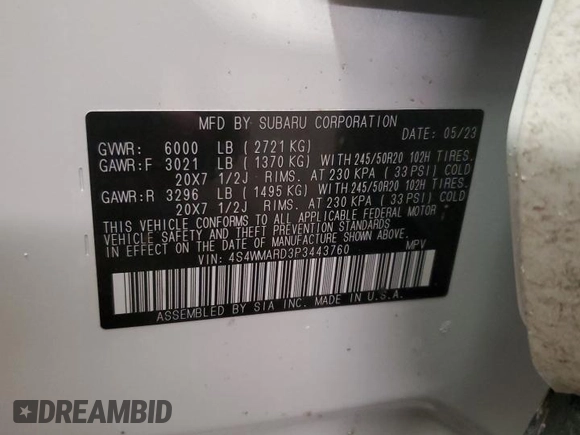 MFD BY SUBARU CORPORATION
DATE: 05/23
GVWR: 6000 LB ( 2721 KG)
GAWR:F 3021 LB ( 1370 KG) WITH 245/50R20 102H TIRES.
20X7 1/2J RIMS. AT 230 KPA ( 33 PSI) COLD
GAWR:R 3296 LB ( 1495 KG) WITH 245/50R20 102H TIRES.
20X7 1/2J RIMS. AT 230 KPA ( 33 PSI) COLD
THIS VEHICLE CONFORMS TO ALL APPLICABLE FEDERAL MOTOR
VEHICLE SAFETY AND THEFT PREVENTION STANDARDS
IN EFFECT ON THE DATE OF MANUFACTURE SHOWN ABOVE.
VIN: 4S4WMARD3P3443760 MPV
ASSEMBLED BY SIA INC. MADE IN U.S.A.
DREAMBID